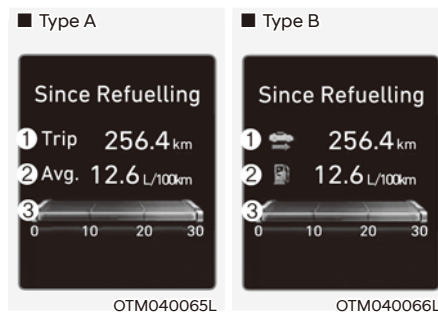 ■ Type A
Since Refuelling
1 Trip 256.4 km
2 Avg. 12.6 L/100km
3
0 10 20 30
OTM040065L
■ Type B
Since Refuelling
1 256.4 km
2 12.6 L/100km
3
0 10 20 30
OTM040066L